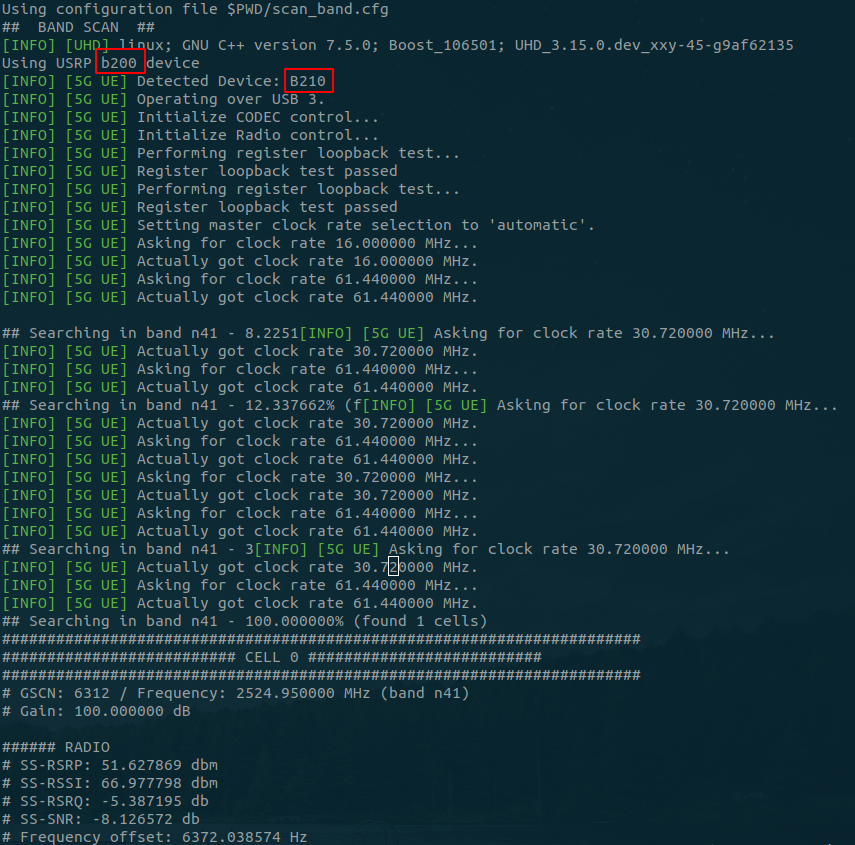 Using configuration file $PWD/scan_band.cfg
##  BAND SCAN  ##
[INFO] [UHD] linux; GNU C++ version 7.5.0; Boost_106501; UHD_3.15.0.dev_xxy-45-g9af62135
Using USRP b200 device
[INFO] [5G UE] Detected Device: B210
[INFO] [5G UE] Operating over USB 3.
[INFO] [5G UE] Initialize CODEC control...
[INFO] [5G UE] Initialize Radio control...
[INFO] [5G UE] Performing register loopback test...
[INFO] [5G UE] Register loopback test passed
[INFO] [5G UE] Performing register loopback test...
[INFO] [5G UE] Register loopback test passed
[INFO] [5G UE] Setting master clock rate selection to 'automatic'.
[INFO] [5G UE] Asking for clock rate 16.000000 MHz...
[INFO] [5G UE] Actually got clock rate 16.000000 MHz.
[INFO] [5G UE] Asking for clock rate 61.440000 MHz...
[INFO] [5G UE] Actually got clock rate 61.440000 MHz.

## Searching in band n41 - 8.2251[INFO] [5G UE] Asking for clock rate 30.720000 MHz...
[INFO] [5G UE] Actually got clock rate 30.720000 MHz.
[INFO] [5G UE] Asking for clock rate 61.440000 MHz...
[INFO] [5G UE] Actually got clock rate 61.440000 MHz.
## Searching in band n41 - 12.337662% (f[INFO] [5G UE] Asking for clock rate 30.720000 MHz...
[INFO] [5G UE] Actually got clock rate 30.720000 MHz.
[INFO] [5G UE] Asking for clock rate 61.440000 MHz...
[INFO] [5G UE] Actually got clock rate 61.440000 MHz.
[INFO] [5G UE] Asking for clock rate 30.720000 MHz...
[INFO] [5G UE] Actually got clock rate 30.720000 MHz.
[INFO] [5G UE] Asking for clock rate 61.440000 MHz...
[INFO] [5G UE] Actually got clock rate 61.440000 MHz.
## Searching in band n41 - 3[INFO] [5G UE] Asking for clock rate 30.720000 MHz...
[INFO] [5G UE] Actually got clock rate 30.720000 MHz.
[INFO] [5G UE] Asking for clock rate 61.440000 MHz...
[INFO] [5G UE] Actually got clock rate 61.440000 MHz.
## Searching in band n41 - 100.000000% (found 1 cells)
#######################################################################
########################## CELL 0 ##########################
#######################################################################
# GSCN: 6312 / Frequency: 2524.950000 MHz (band n41)
# Gain: 100.000000 dB

###### RADIO
# SS-RSRP: 51.627869 dbm
# SS-RSSI: 66.977798 dbm
# SS-RSRQ: -5.387195 db
# SS-SNR: -8.126572 db
# Frequency offset: 6372.038574 Hz